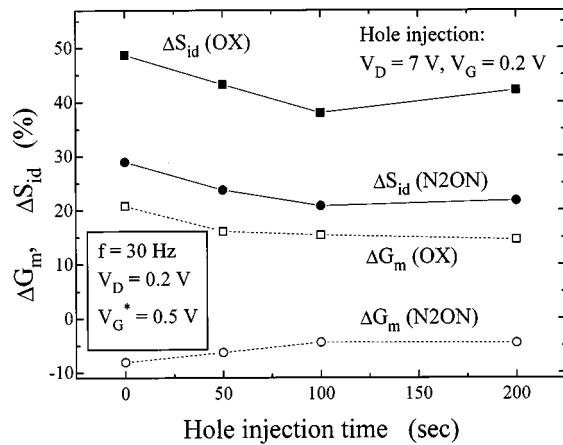 ΔS_id (OX)
Hole injection:
V_D = 7 V, V_G = 0.2 V
ΔS_id (N2ON)
ΔG_m (OX)
f = 30 Hz
V_D = 0.2 V
V_G^* = 0.5 V
ΔG_m (N2ON)
ΔG_m, ΔS_id (%)
50
40
30
20
10
0
-10
0 50 100 150 200
Hole injection time (sec)